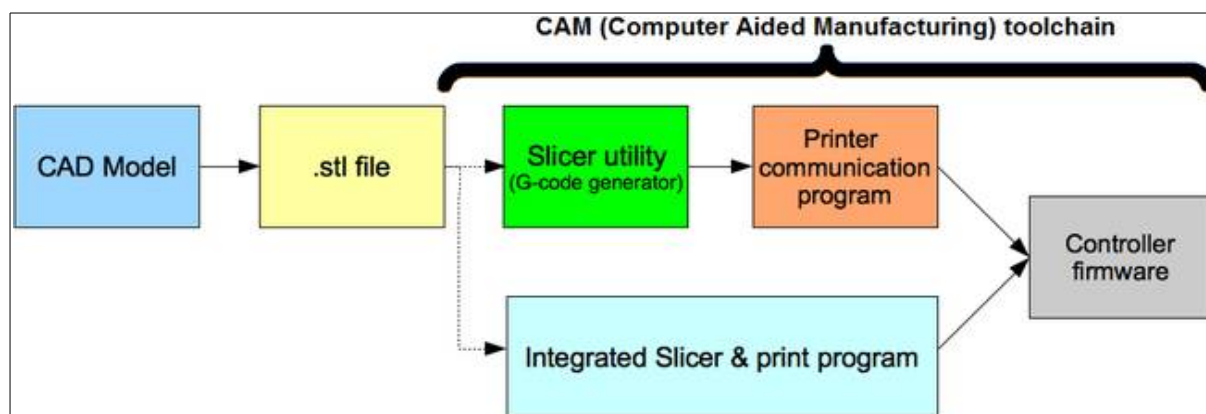 CAM (Computer Aided Manufacturing) toolchain
CAD Model
.stl file
Slicer utility
(G-code generator)
Printer
communication
program
Controller
firmware
Integrated Slicer & print program